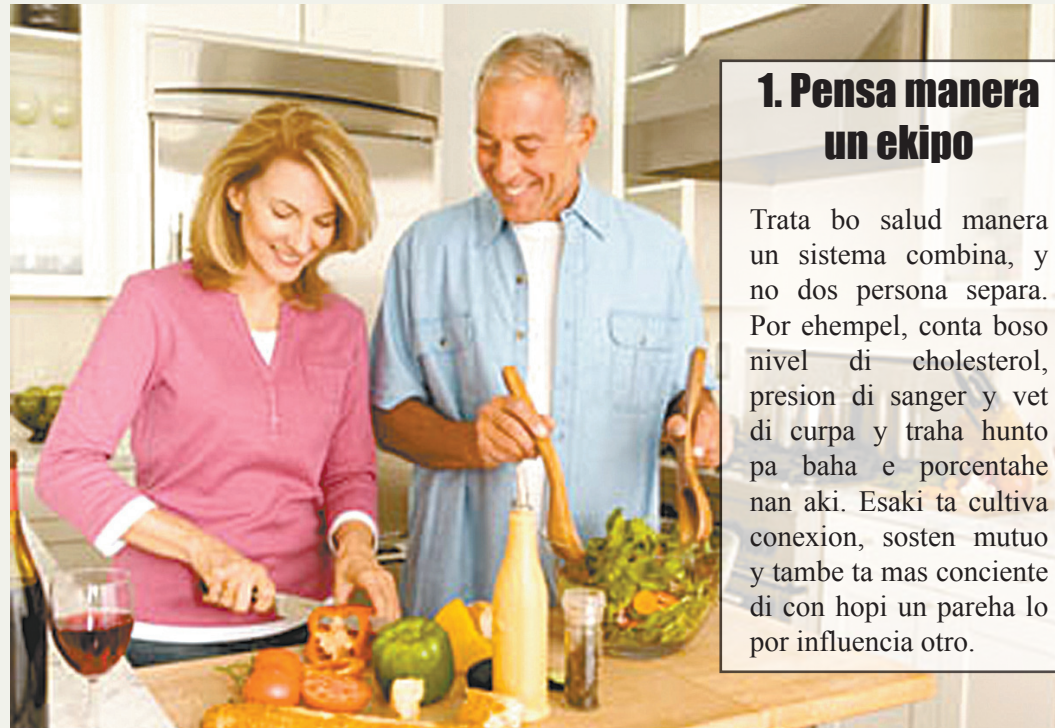 1. Pensa manera
un ekipo
Trata bo salud manera
un sistema combina, y
no dos persona separa.
Por ehempel, conta boso
nivel di cholesterol,
presion di sanger y vet
di curpa y traha hunto
pa baha e porcentahe
nan aki. Esaki ta cultiva
conexion, sosten mutuo
y tambe ta mas conciente
di con hopi un pareha lo
por influencia otro.